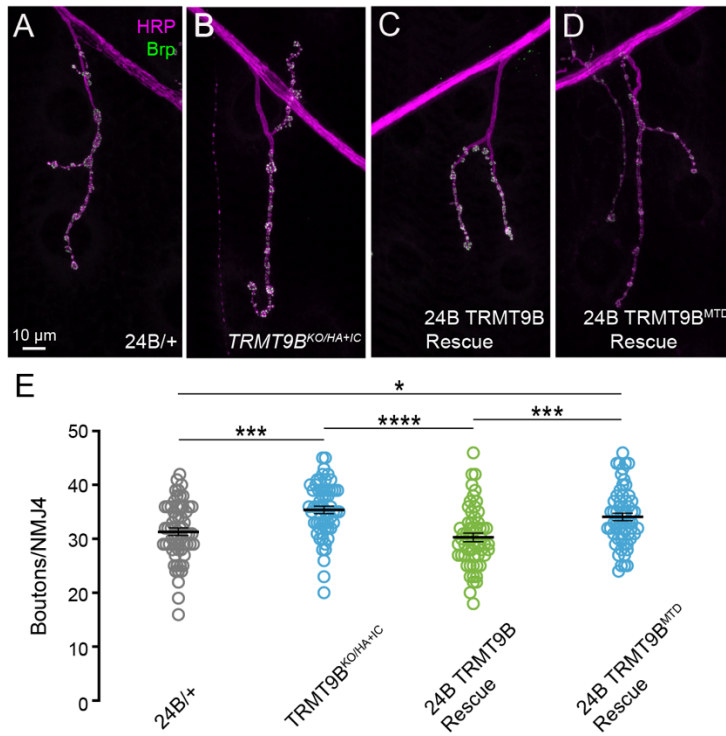 A
HRP
Brp
10 µm
24B/+
B
TRMT9B^KO/HA+IC
C
24B TRMT9B
Rescue
D
24B TRMT9B^MTD
Rescue
E
*
***
****
***
Boutons/NMJ4
50
40
30
20
10
0
24B/+
TRMT9B^KO/HA+IC
24B TRMT9B
Rescue
24B TRMT9B^MTD
Rescue